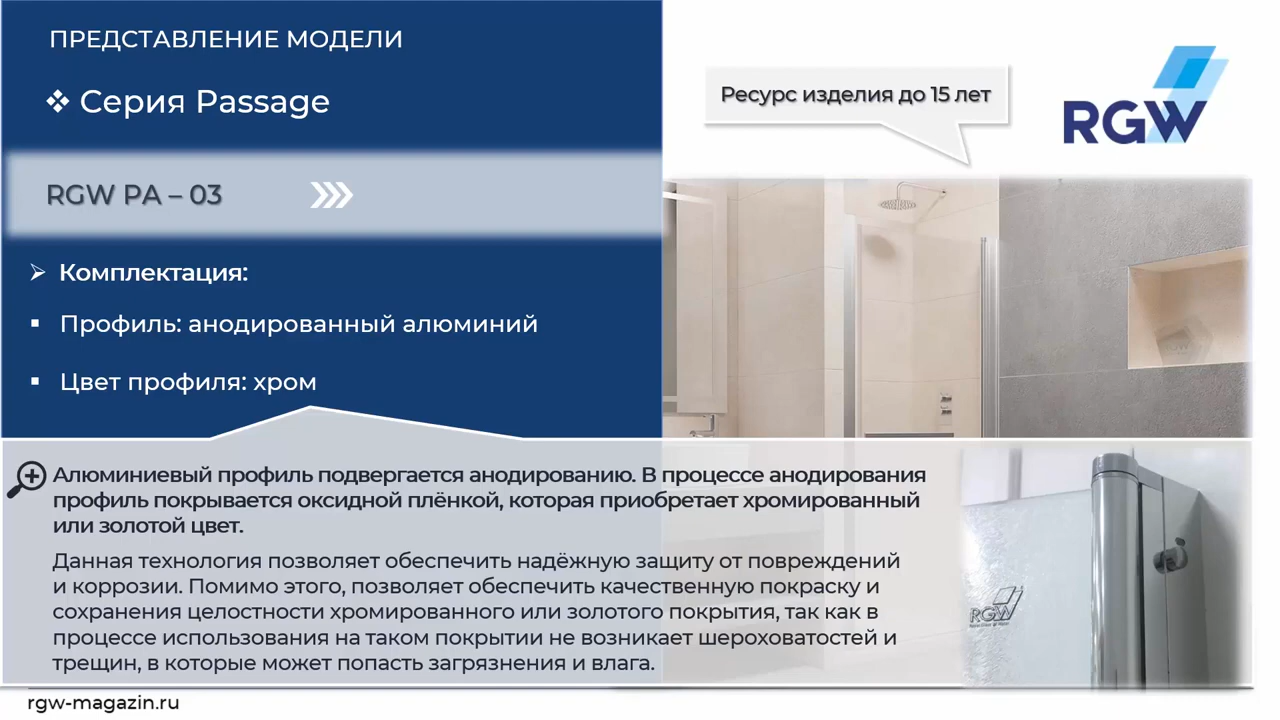 ПРЕДСТАВЛЕНИЕ МОДЕЛИ
Серия Passage
Ресурс изделия до 15 лет
RGW
RGW PA – 03
Комплектация:
Профиль: анодированный алюминий
Цвет профиля: хром
Алюминиевый профиль подвергается анодированию. В процессе анодирования
профиль покрывается оксидной плёнкой, которая приобретает хромированный
или золотой цвет.
Данная технология позволяет обеспечить надёжную защиту от повреждений
и коррозии. Помимо этого, позволяет обеспечить качественную покраску и
сохранения целостности хромированного или золотого покрытия, так как в
процессе использования на таком покрытии не возникает шероховатостей и
трещин, в которые может попасть загрязнения и влага.
RGW
rgw-magazin.ru